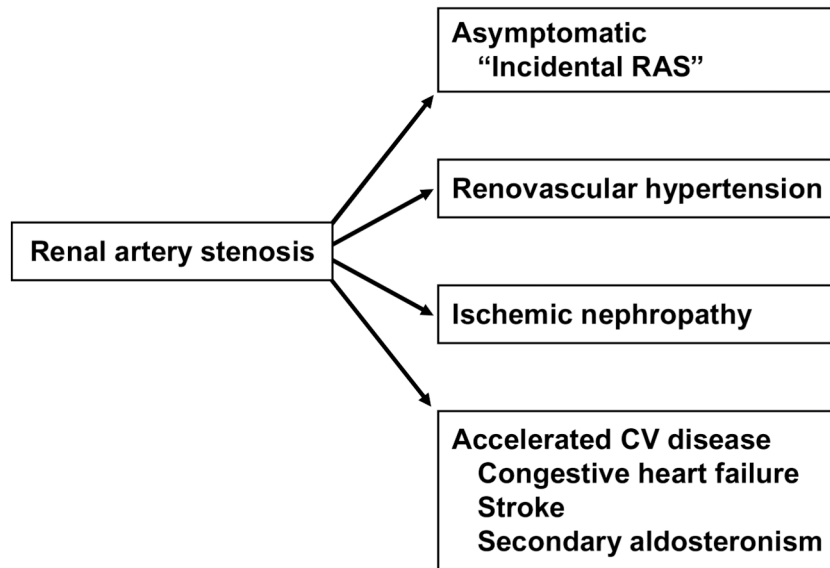 Asymptomatic
“Incidental RAS”
Renovascular hypertension
Renal artery stenosis
Ischemic nephropathy
Accelerated CV disease
Congestive heart failure
Stroke
Secondary aldosteronism